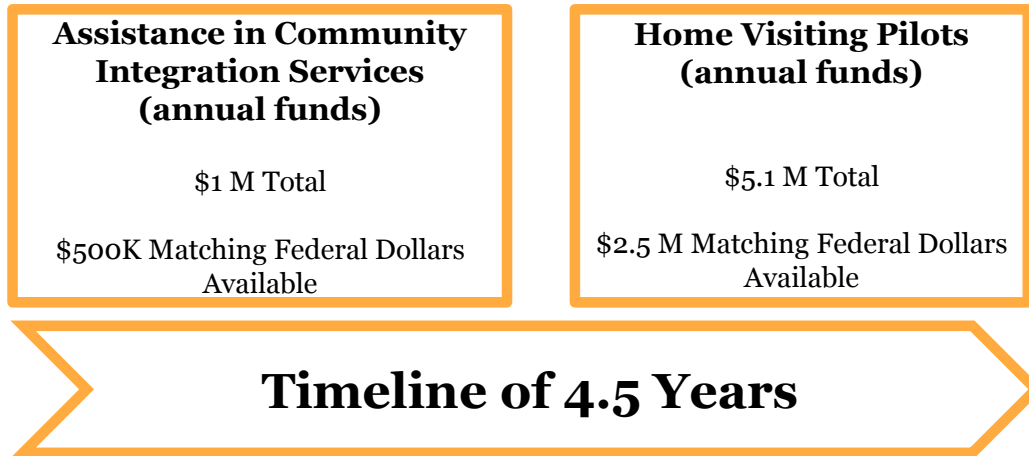 Assistance in Community
Integration Services
(annual funds)
$1 M Total
$500K Matching Federal Dollars
Available
Home Visiting Pilots
(annual funds)
$5.1 M Total
$2.5 M Matching Federal Dollars
Available
Timeline of 4.5 Years